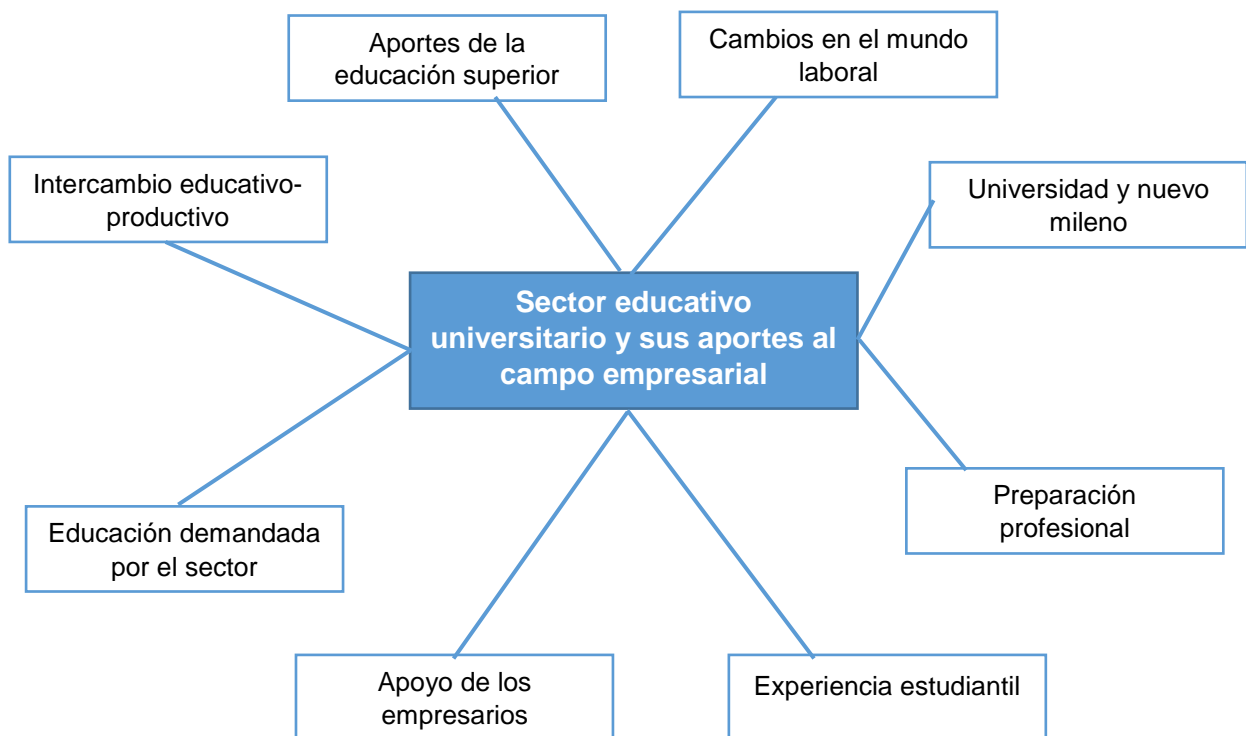 Aportes de la
educación superior
Cambios en el mundo
laboral
Intercambio educativo-
productivo
Universidad y nuevo
mileno
Sector educativo
universitario y sus aportes al
campo empresarial
Educación demandada
por el sector
Preparación
profesional
Apoyo de los
empresarios
Experiencia estudiantil